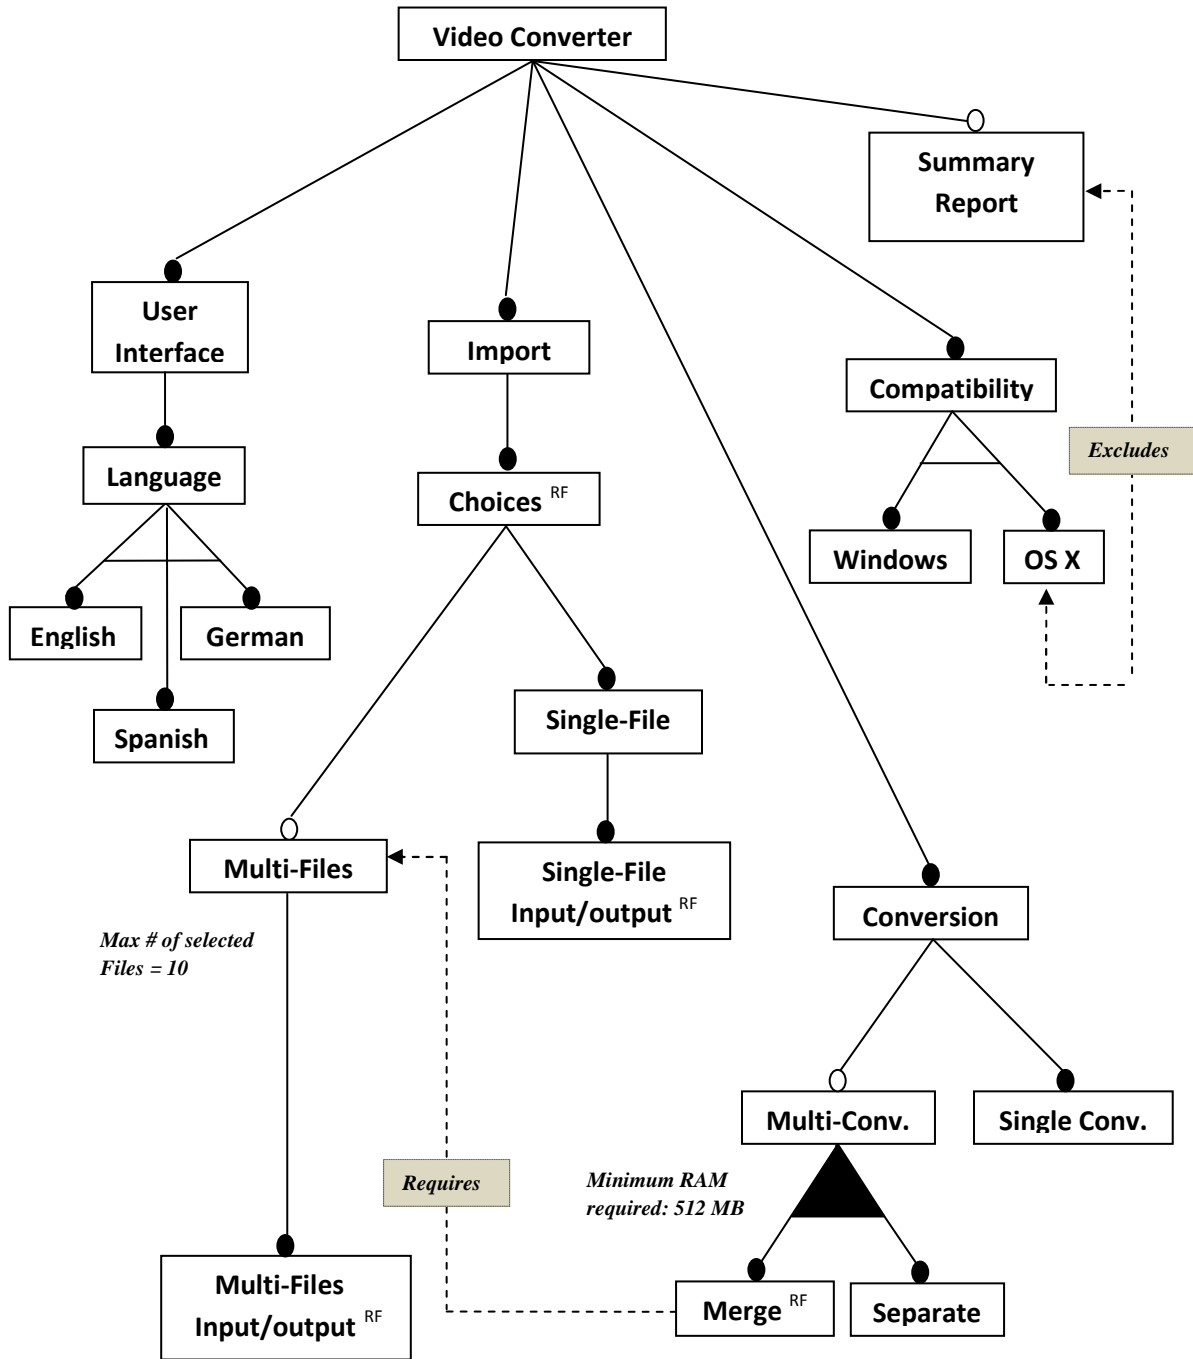 Video Converter
Summary
Report
User
Interface
Import
Compatibility
Excludes
Language
Choices RF
Windows
OS X
English
German
Spanish
Single-File
Multi-Files
Single-File
Input/output RF
Conversion
Max # of selected
Files = 10
Multi-Conv.
Single Conv.
Requires
Minimum RAM
required: 512 MB
Multi-Files
Input/output RF
Merge RF
Separate